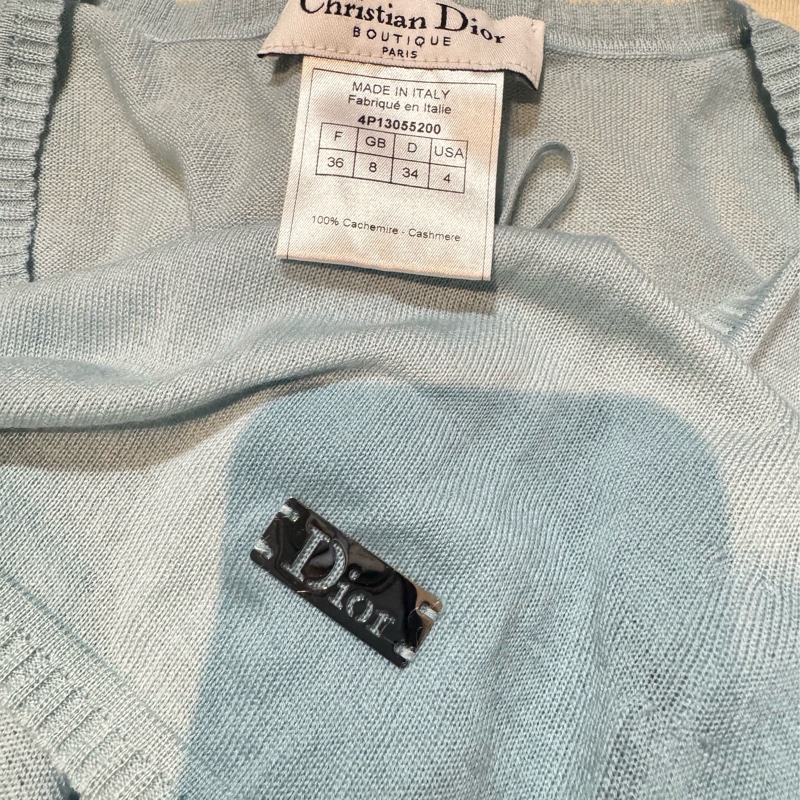 Christian Dior
BOUTIQUE
PARIS
MADE IN ITALY
Fabriqué en Italie
4P13055200
F GB D USA
36 8 34 4
100% Cachemire - Cashmere
Dior